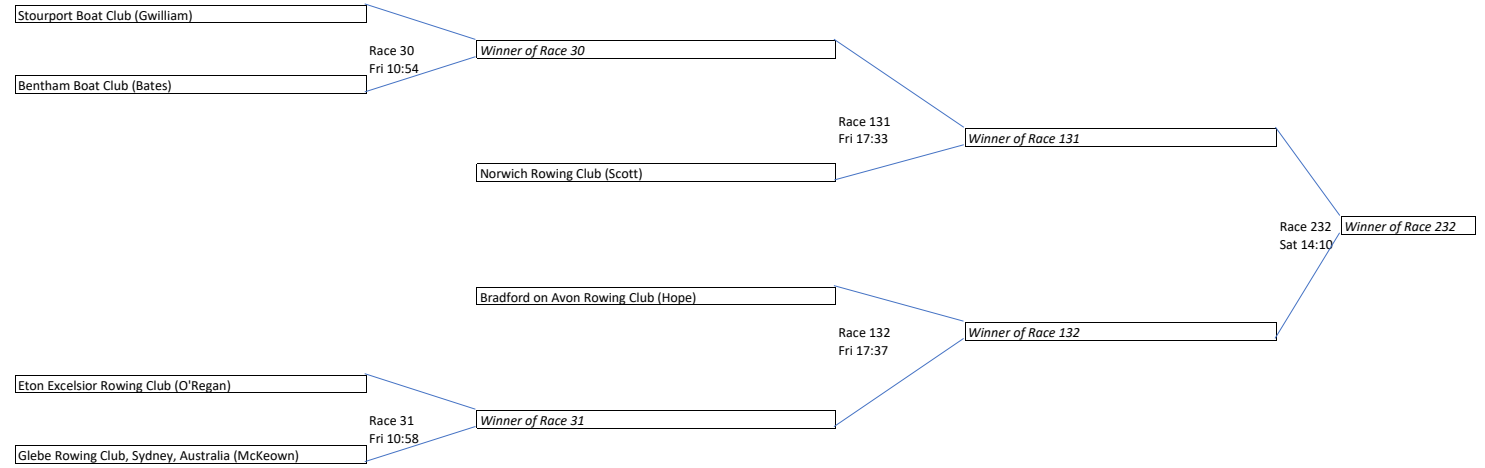 Stourport Boat Club (Gwilliam)
Race 30
Fri 10:54
Winner of Race 30
Bentham Boat Club (Bates)
Race 131
Fri 17:33
Winner of Race 131
Norwich Rowing Club (Scott)
Race 232
Sat 14:10
Winner of Race 232
Bradford on Avon Rowing Club (Hope)
Race 132
Fri 17:37
Winner of Race 132
Eton Excelsior Rowing Club (O'Regan)
Race 31
Fri 10:58
Winner of Race 31
Glebe Rowing Club, Sydney, Australia (McKeown)